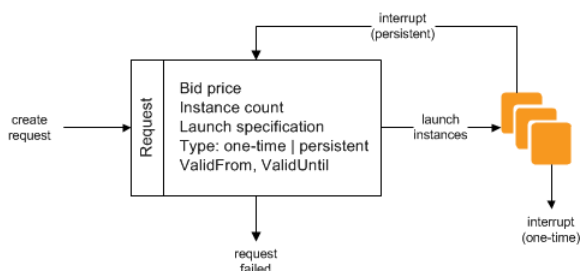 interrupt
(persistent)
create
request
Request
Bid price
Instance count
Launch specification
Type: one-time | persistent
ValidFrom, ValidUntil
launch
instances
interrupt
(one-time)
request
failed